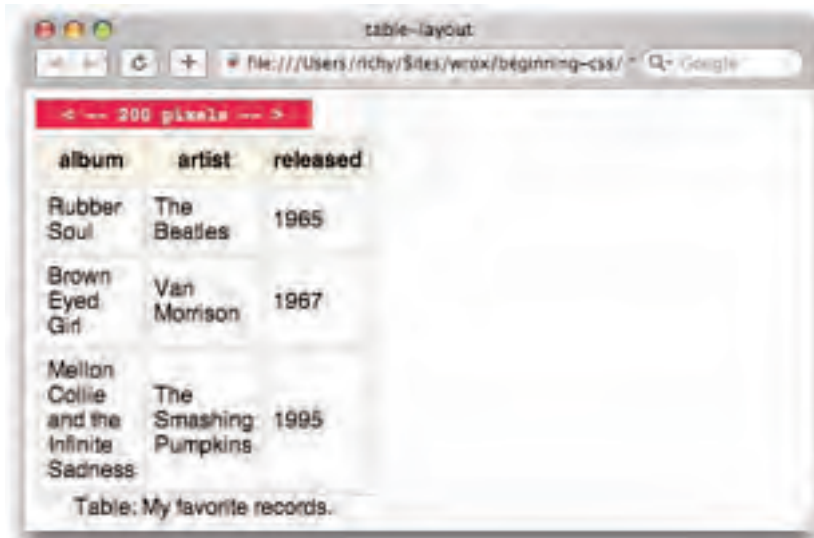 table-layout
file:///Users/richy/Sites/wrox/beginning-css/
Google
< -- 200 pixels -- >
album artist released
Rubber Soul The Beatles 1965
Brown Eyed Girl Van Morrison 1967
Mellon Collie and the Infinite Sadness The Smashing Pumpkins 1995
Table: My favorite records.